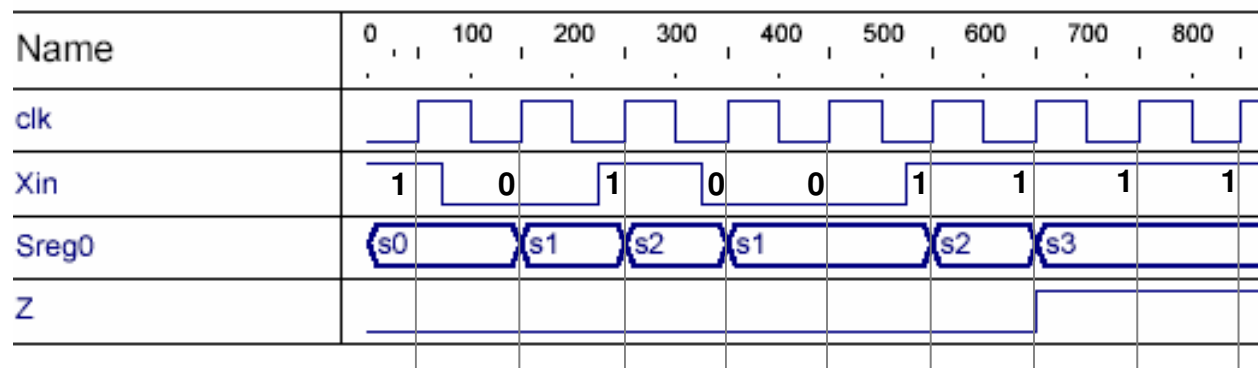 Name 0 100 200 300 400 500 600 700 800
clk
Xin 1 0 1 0 0 1 1 1 1
Sreg0 s0 s1 s2 s1 s2 s3
Z